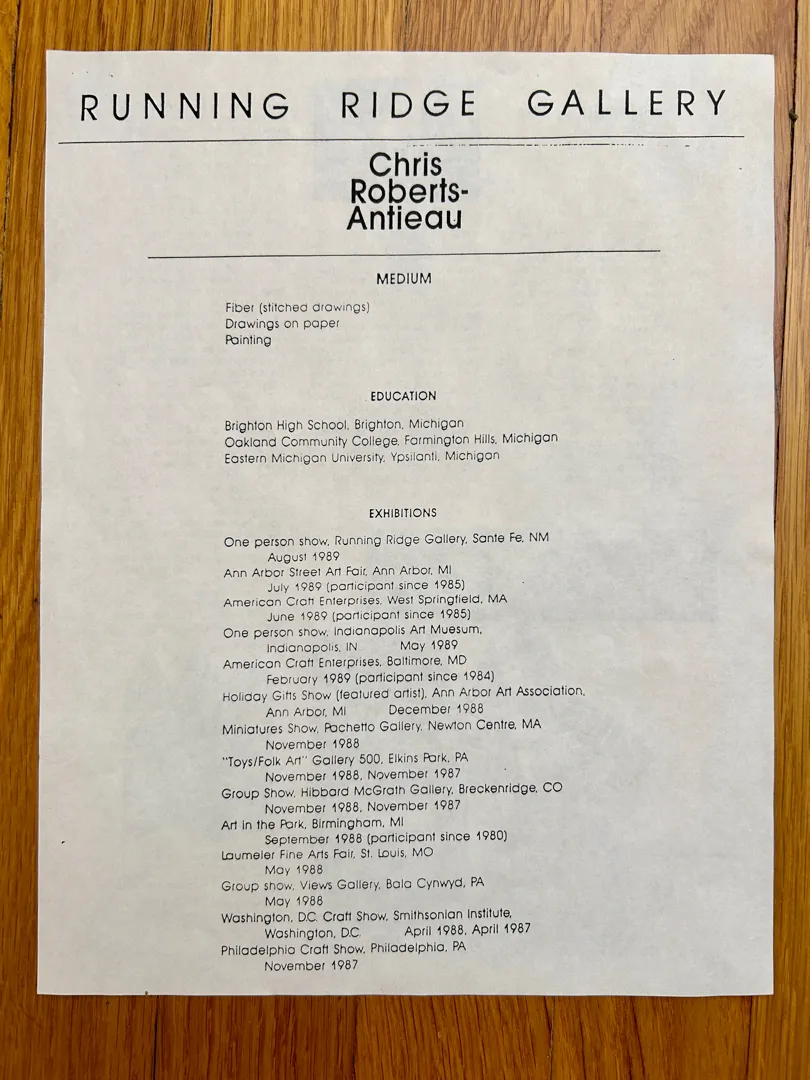 RUNNING RIDGE GALLERY
Chris
Roberts-
Antieau
MEDIUM
Fiber (stitched drawings)
Drawings on paper
Painting
EDUCATION
Brighton High School, Brighton, Michigan
Oakland Community College, Farmington Hills, Michigan
Eastern Michigan University, Ypsilanti, Michigan
EXHIBITIONS
One person show, Running Ridge Gallery, Sante Fe, NM
August 1989
Ann Arbor Street Art Fair, Ann Arbor, MI
July 1989 (participant since 1985)
American Craft Enterprises, West Springfield, MA
June 1989 (participant since 1985)
One person show, Indianapolis Art Muesum,
Indianapolis, IN May 1989
American Craft Enterprises, Baltimore, MD
February 1989 (participant since 1984)
Holiday Gifts Show (featured artist), Ann Arbor Art Association,
Ann Arbor, MI December 1988
Miniatures Show, Pachetto Gallery, Newton Centre, MA
November 1988
"Toys/Folk Art" Gallery 500, Elkins Park, PA
November 1988, November 1987
Group Show, Hibbard McGrath Gallery, Breckenridge, CO
November 1988, November 1987
Art in the Park, Birmingham, MI
September 1988 (participant since 1980)
Laumeier Fine Arts Fair, St. Louis, MO
May 1988
Group show, Views Gallery, Bala Cynwyd, PA
May 1988
Washington, D.C. Craft Show, Smithsonian Institute,
Washington, D.C. April 1988, April 1987
Philadelphia Craft Show, Philadelphia, PA
November 1987